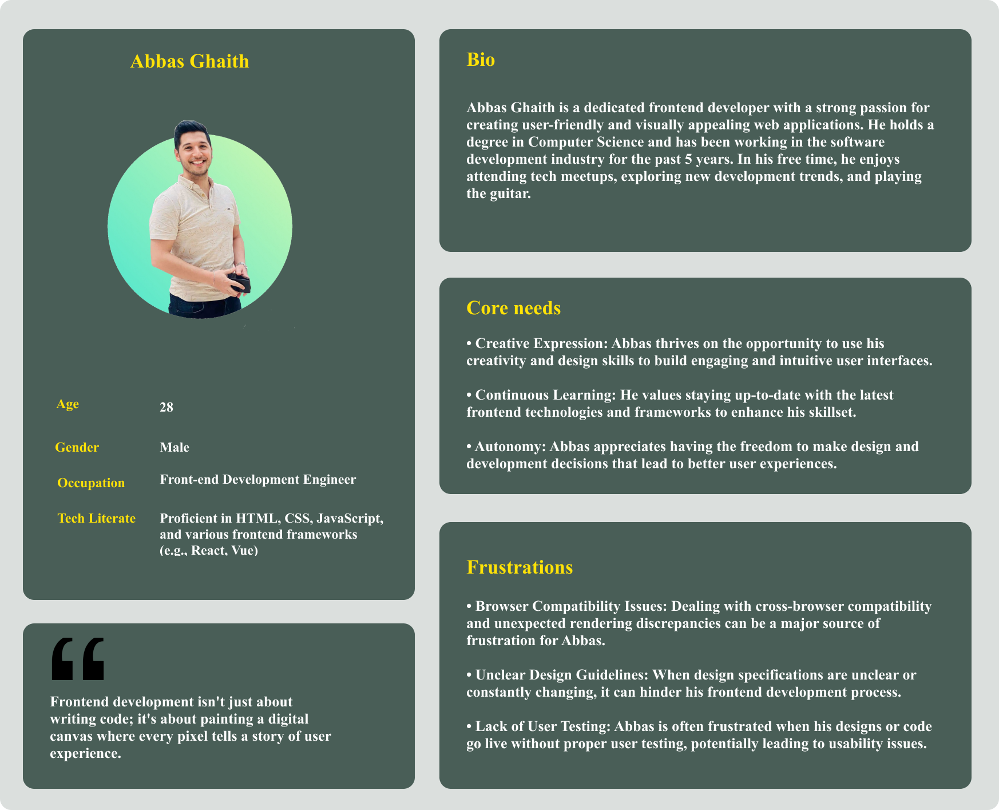 Abbas Ghaith
Age
28
Gender
Male
Occupation
Front-end Development Engineer
Tech Literate
Proficient in HTML, CSS, JavaScript,
and various frontend frameworks
(e.g., React, Vue)
“
Frontend development isn't just about
writing code; it's about painting a digital
canvas where every pixel tells a story of user
experience.
Bio
Abbas Ghaith is a dedicated frontend developer with a strong passion for
creating user-friendly and visually appealing web applications. He holds a
degree in Computer Science and has been working in the software
development industry for the past 5 years. In his free time, he enjoys
attending tech meetups, exploring new development trends, and playing
the guitar.
Core needs
• Creative Expression: Abbas thrives on the opportunity to use his
creativity and design skills to build engaging and intuitive user interfaces.
• Continuous Learning: He values staying up-to-date with the latest
frontend technologies and frameworks to enhance his skillset.
• Autonomy: Abbas appreciates having the freedom to make design and
development decisions that lead to better user experiences.
Frustrations
• Browser Compatibility Issues: Dealing with cross-browser compatibility
and unexpected rendering discrepancies can be a major source of
frustration for Abbas.
• Unclear Design Guidelines: When design specifications are unclear or
constantly changing, it can hinder his frontend development process.
• Lack of User Testing: Abbas is often frustrated when his designs or code
go live without proper user testing, potentially leading to usability issues.